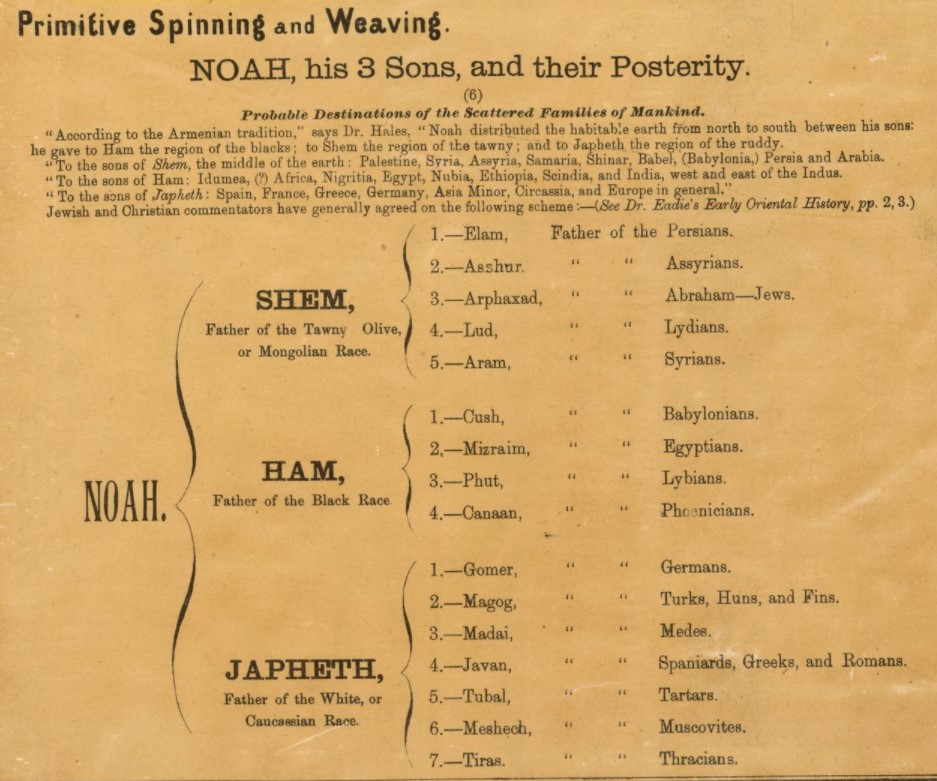 Primitive Spinning and Weaving.
NOAH, his 3 Sons, and their Posterity.
(6)
Probable Destinations of the Scattered Families of Mankind.
"According to the Armenian tradition," says Dr. Hales, "Noah distributed the habitable earth from north to south between his sons:
he gave to Ham the region of the blacks; to Shem the region of the tawny; and to Japheth the region of the ruddy.
"To the sons of Shem, the middle of the earth: Palestine, Syria, Assyria, Samaria, Shinar, Babel, (Babylonia,) Persia and Arabia.
"To the sons of Ham: Idumea, (?) Africa, Nigritia, Egypt, Nubia, Ethiopia, Scindia, and India, west and east of the Indus.
"To the sons of Japheth: Spain, France, Greece, Germany, Asia Minor, Circassia, and Europe in general."
Jewish and Christian commentators have generally agreed on the following scheme:—(See Dr. Eadie's Early Oriental History, pp. 2, 3.)
NOAH.
SHEM,
Father of the Tawny Olive,
or Mongolian Race.
1.—Elam, Father of the Persians.
2.—Asshur. " " Assyrians.
3.—Arphaxad, " " Abraham—Jews.
4.—Lud, " " Lydians.
5.—Aram, " " Syrians.
HAM,
Father of the Black Race.
1.—Cush, " " Babylonians.
2,—Mizraim, " " Egyptians.
3.—Phut, " " Lybians.
4.—Canaan, " " Phoenicians.
JAPHETH,
Father of the White, or
Caucassian Race.
1.—Gomer, " " Germans.
2.—Magog, " " Turks, Huns, and Fins.
3.—Madai, " " Medes.
4.—Javan, " " Spaniards, Greeks, and Romans.
5.—Tubal, " " Tartars.
6.—Meshech, " " Muscovites.
7.—Tiras. " " Thracians.